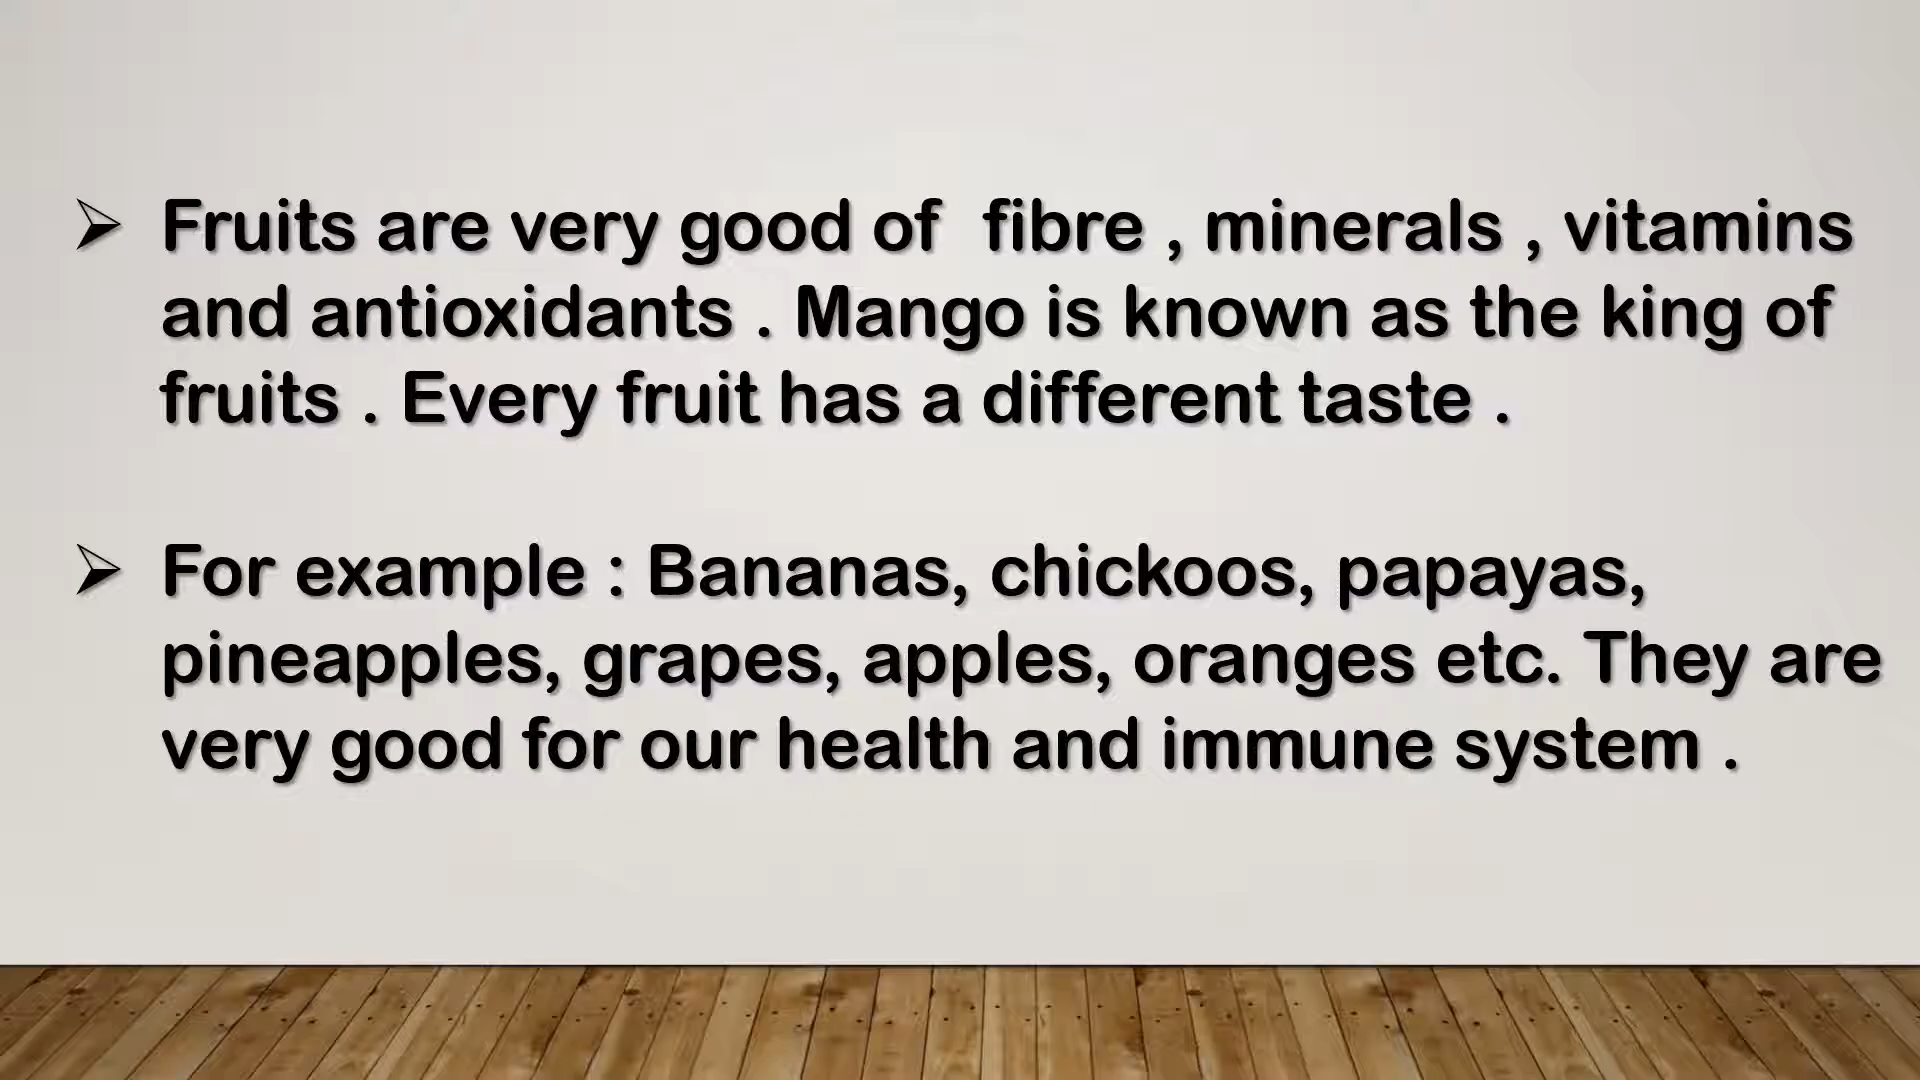 Fruits are very good of  fibre , minerals , vitamins
and antioxidants . Mango is known as the king of
fruits . Every fruit has a different taste .
For example : Bananas, chickoos, papayas,
pineapples, grapes, apples, oranges etc. They are
very good for our health and immune system .